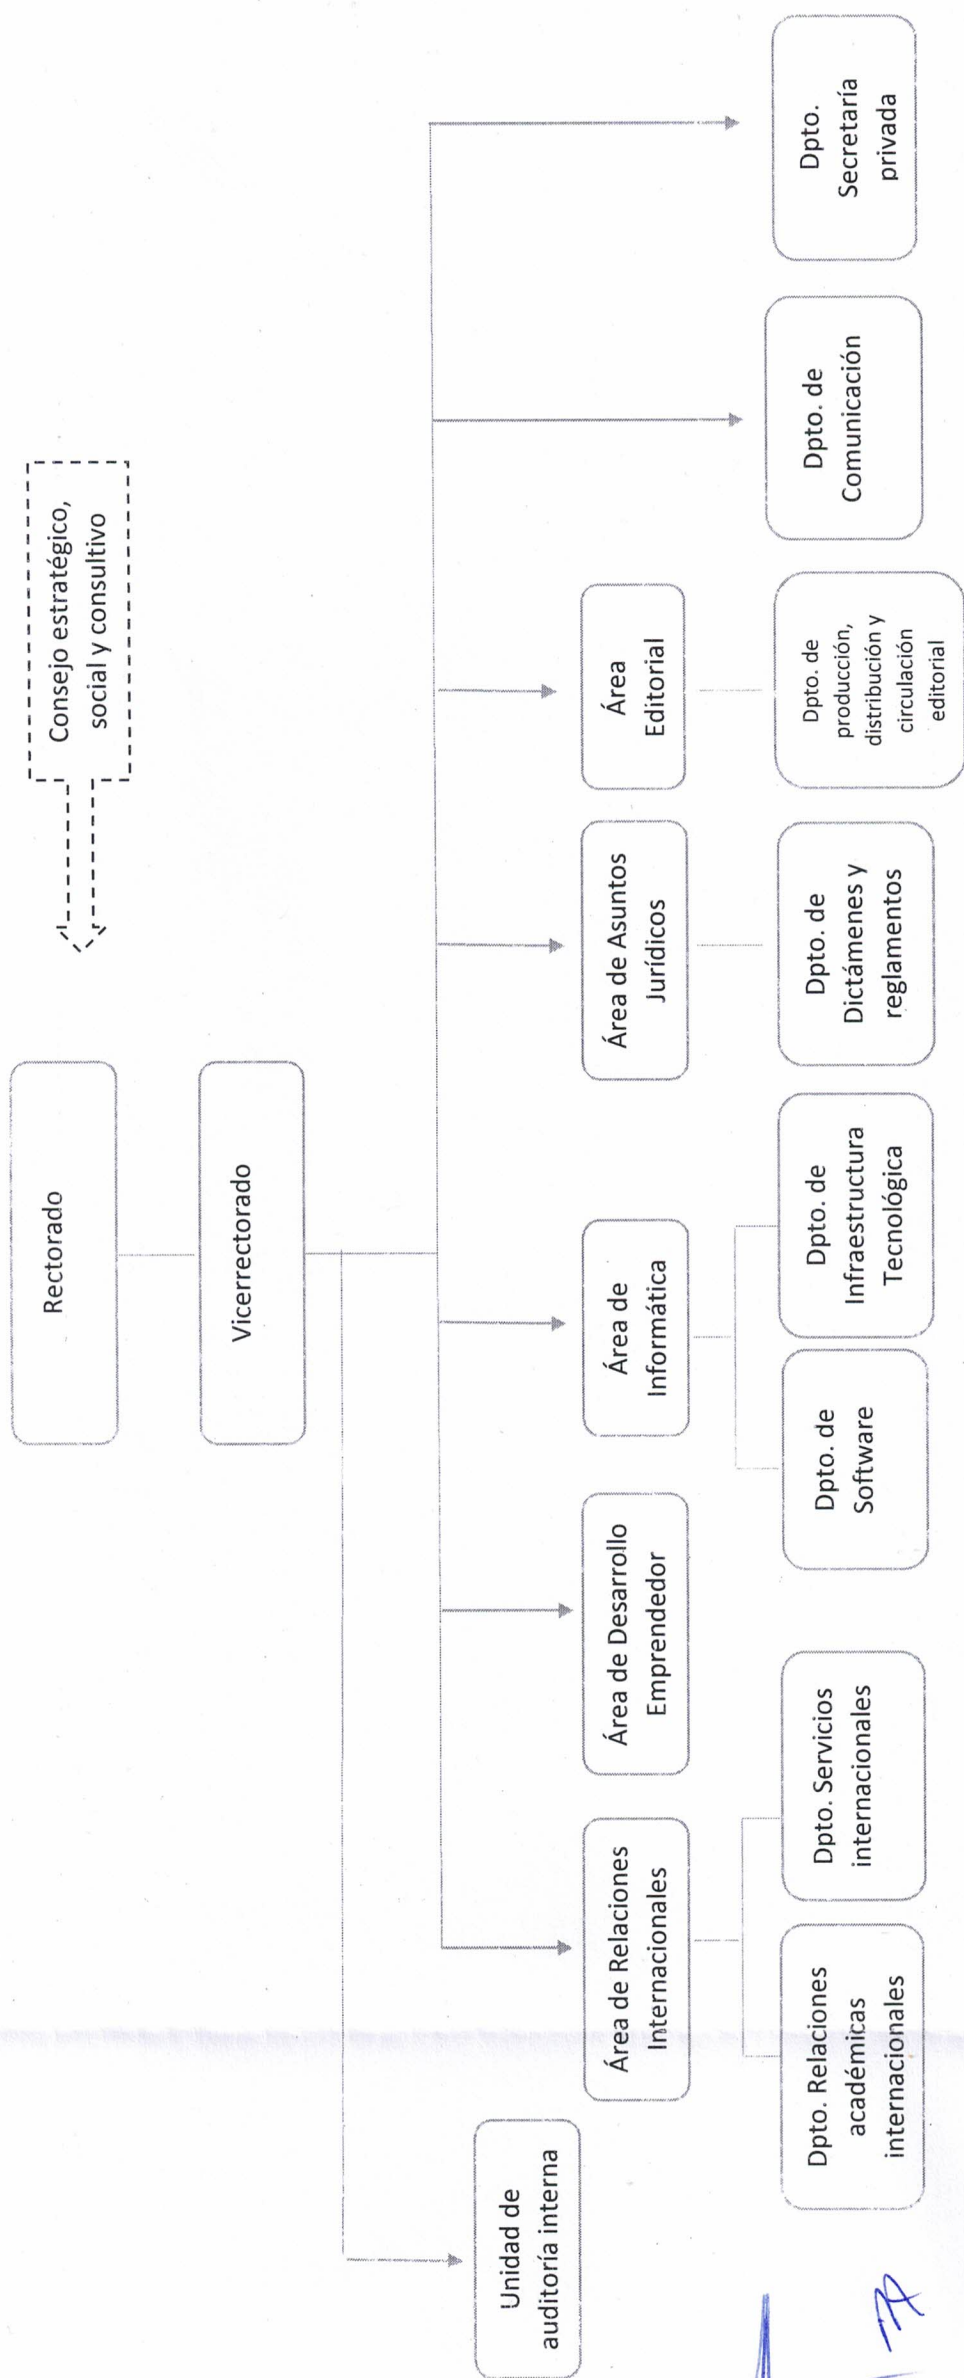 Consejo estratégico,
social y consultivo
Rectorado
Vicerrectorado
Unidad de
auditoría interna
Área de Relaciones
Internacionales
Área de Desarrollo
Emprendedor
Área de
Informática
Área de Asuntos
Jurídicos
Área
Editorial
Dpto. Relaciones
académicas
internacionales
Dpto. Servicios
internacionales
Dpto. de
Software
Dpto. de
Infraestructura
Tecnológica
Dpto. de
Dictámenes y
reglamentos
Dpto. de
producción,
distribución y
circulación
editorial
Dpto. de
Comunicación
Dpto.
Secretaría
privada